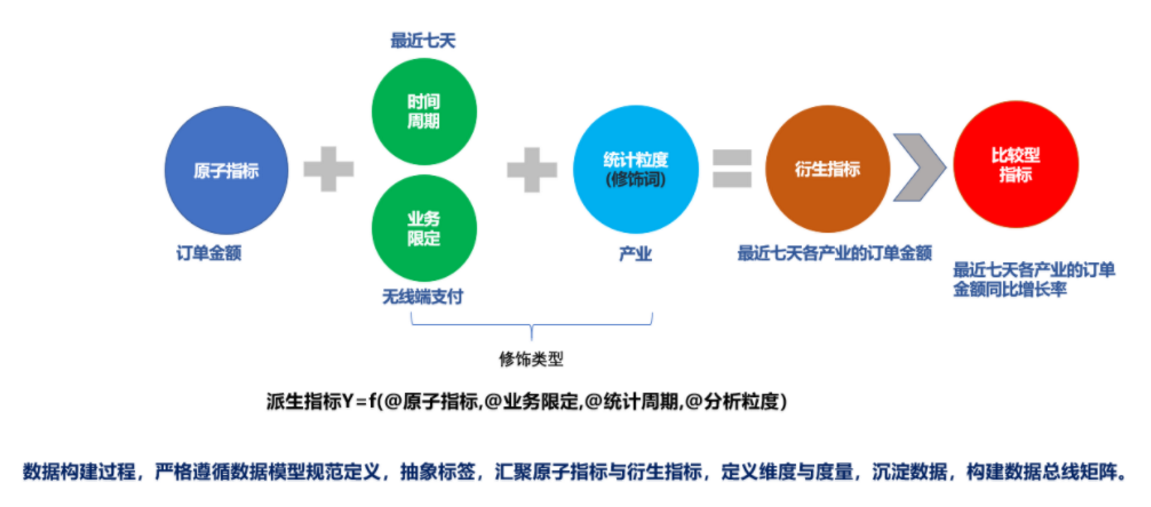 最近七天
时间
周期
原子指标
统计粒度
(修饰词)
衍生指标
比较型
指标
业务
限定
订单金额
无线端支付
产业
最近七天各产业的订单金额
最近七天各产业的订单
金额同比增长率
修饰类型
派生指标Y=f(@原子指标,@业务限定,@统计周期,@分析粒度)
数据构建过程，严格遵循数据模型规范定义，抽象标签，汇聚原子指标与衍生指标，定义维度与度量，沉淀数据，构建数据总线矩阵。